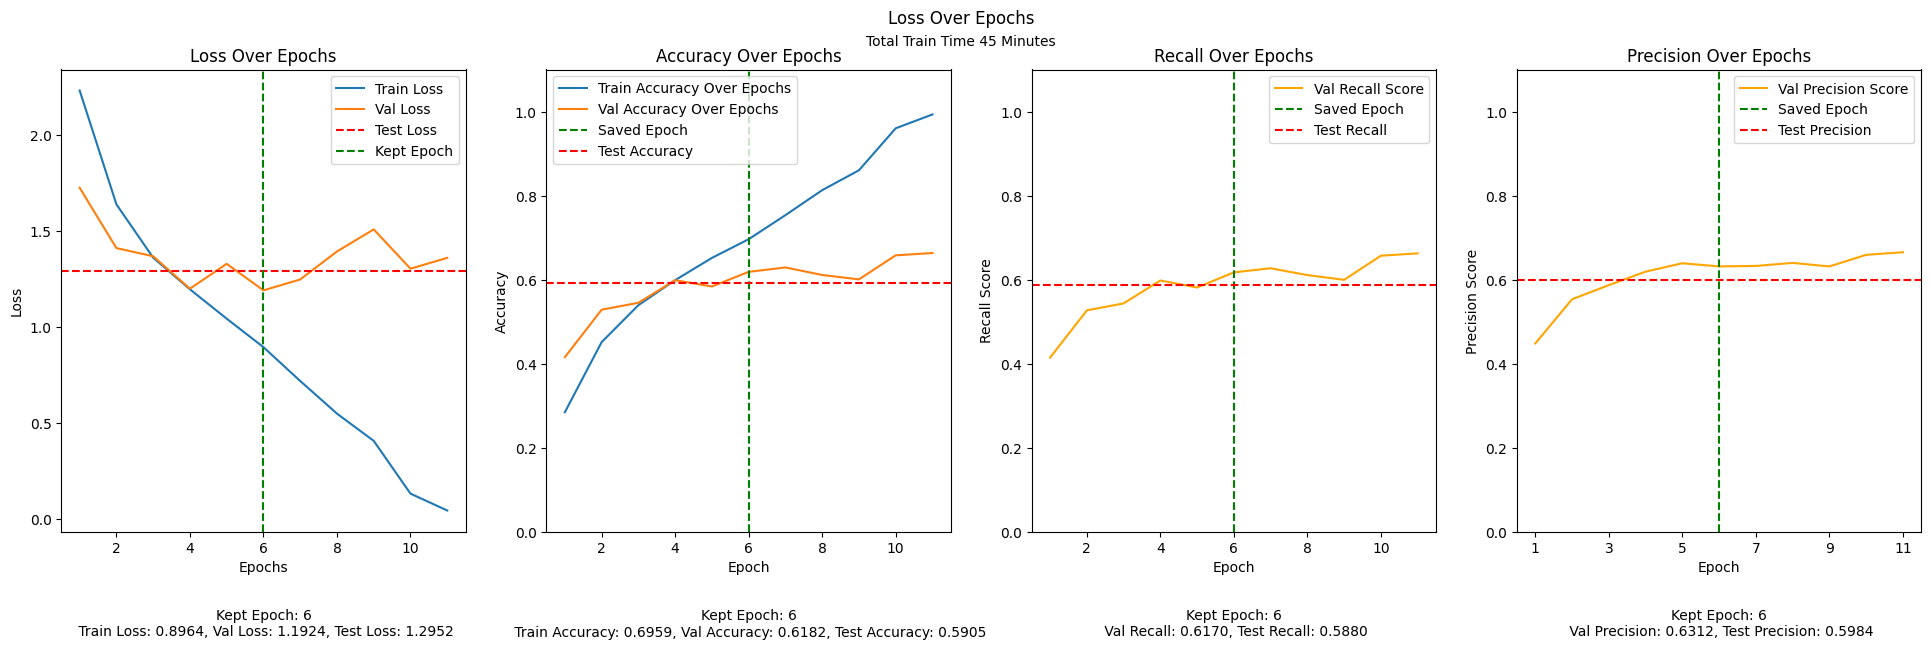 Loss Over Epochs
Total Train Time 45 Minutes
Loss Over Epochs
Train Loss
Val Loss
Test Loss
Kept Epoch
Loss
2.0
1.5
1.0
0.5
0.0
2 4 6 8 10
Epochs
Kept Epoch: 6
Train Loss: 0.8964, Val Loss: 1.1924, Test Loss: 1.2952
Accuracy Over Epochs
Train Accuracy Over Epochs
Val Accuracy Over Epochs
Saved Epoch
Test Accuracy
Accuracy
1.0
0.8
0.6
0.4
0.2
0.0
2 4 6 8 10
Epoch
Kept Epoch: 6
Train Accuracy: 0.6959, Val Accuracy: 0.6182, Test Accuracy: 0.5905
Recall Over Epochs
Val Recall Score
Saved Epoch
Test Recall
Recall Score
1.0
0.8
0.6
0.4
0.2
0.0
2 4 6 8 10
Epoch
Kept Epoch: 6
Val Recall: 0.6170, Test Recall: 0.5880
Precision Over Epochs
Val Precision Score
Saved Epoch
Test Precision
Precision Score
1.0
0.8
0.6
0.4
0.2
0.0
1 3 5 7 9 11
Epoch
Kept Epoch: 6
Val Precision: 0.6312, Test Precision: 0.5984